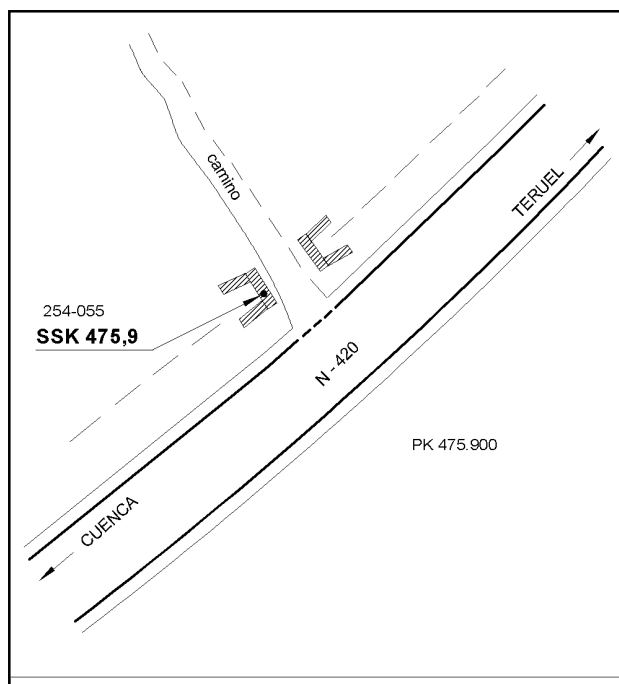 camino
TERUEL
254-055
SSK 475,9
N - 420
PK 475.900
CUENCA